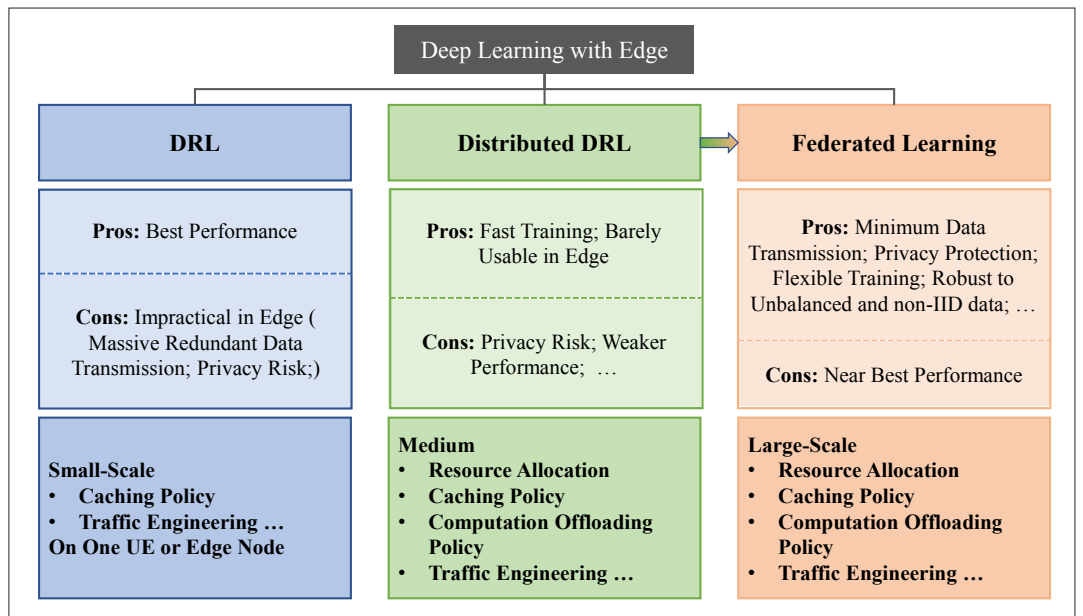 Deep Learning with Edge
DRL
Pros: Best Performance
Cons: Impractical in Edge (
Massive Redundant Data
Transmission; Privacy Risk;)
Small-Scale
• Caching Policy
• Traffic Engineering …
On One UE or Edge Node
Distributed DRL
Pros: Fast Training; Barely
Usable in Edge
Cons: Privacy Risk; Weaker
Performance; …
Medium
• Resource Allocation
• Caching Policy
• Computation Offloading
Policy
• Traffic Engineering …
Federated Learning
Pros: Minimum Data
Transmission; Privacy Protection;
Flexible Training; Robust to
Unbalanced and non-IID data; …
Cons: Near Best Performance
Large-Scale
• Resource Allocation
• Caching Policy
• Computation Offloading
Policy
• Traffic Engineering …